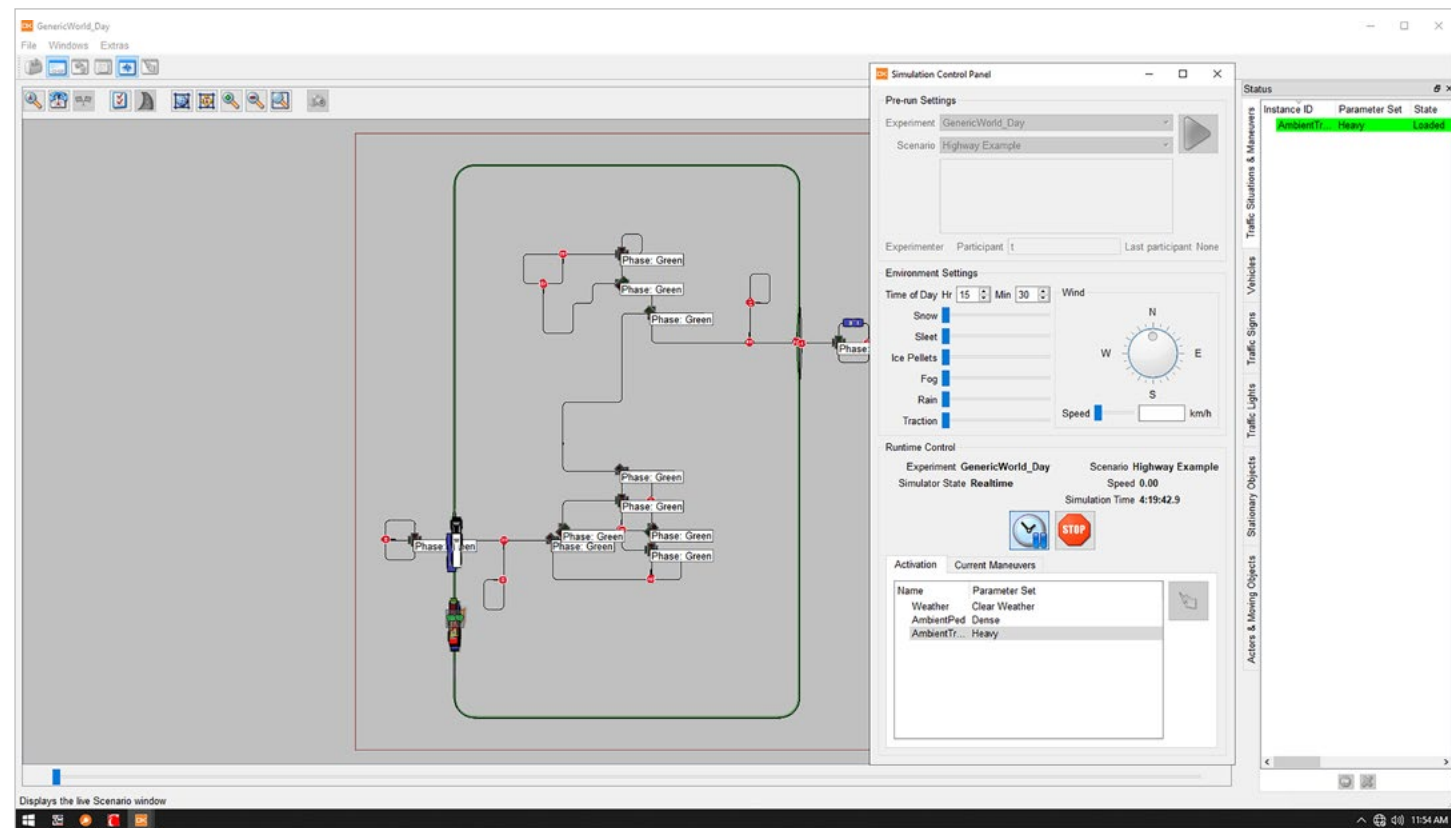 GenericWorld_Day
File Windows Extras
Simulation Control Panel
Pre-run Settings
Experiment GenericWorld_Day
Scenario Highway Example
Experimenter Participant t Last participant None
Environment Settings
Time of Day Hr 15 Min 30
Snow
Sleet
Ice Pellets
Fog
Rain
Traction
Wind
N
W E
S
Speed km/h
Runtime Control
Experiment GenericWorld_Day Scenario Highway Example
Simulator State Realtime Speed 0.00
Simulation Time 4:19:42.9
STOP
Activation Current Maneuvers
Name Parameter Set
Weather Clear Weather
AmbientPed Dense
AmbientTr... Heavy
Status
Instance ID Parameter Set State
AmbientTr... Heavy Loaded
Traffic Situations & Maneuvers
Vehicles
Traffic Signs
Traffic Lights
Stationary Objects
Actors & Moving Objects
Phase: Green
Phase: Green
Phase: Green
Phase:
Phase: Green
Phase: Green
Phase: Green
Phase: Green
Phase: Green
Phase: Green
Phase een
Displays the live Scenario window
11:54 AM